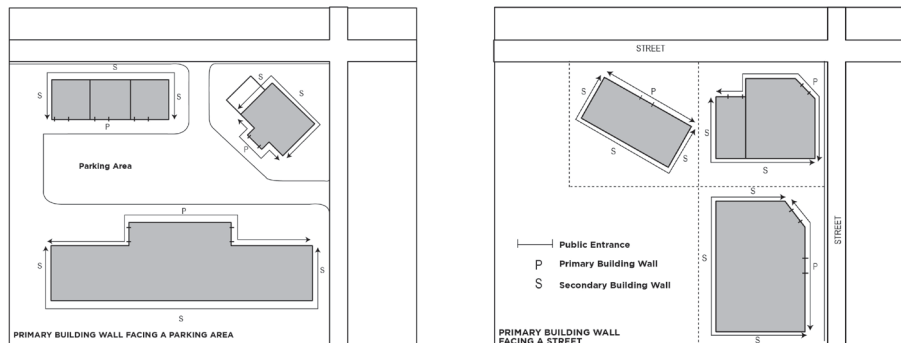 S
S
S
P
Parking Area
S
S
P
P
S
S
S
PRIMARY BUILDING WALL FACING A PARKING AREA
STREET
S
P
S
S
P
S
S
S
S
P
S
STREET
Public Entrance
P Primary Building Wall
S Secondary Building Wall
PRIMARY BUILDING WALL
FACING A STREET